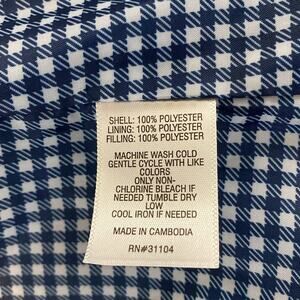 SHELL: 100% POLYESTER
LINING: 100% POLYESTER
FILLING: 100% POLYESTER
MACHINE WASH COLD
GENTLE CYCLE WITH LIKE
COLORS
ONLY NON-
CHLORINE BLEACH IF
NEEDED TUMBLE DRY
LOW
COOL IRON IF NEEDED
MADE IN CAMBODIA
RN#31104